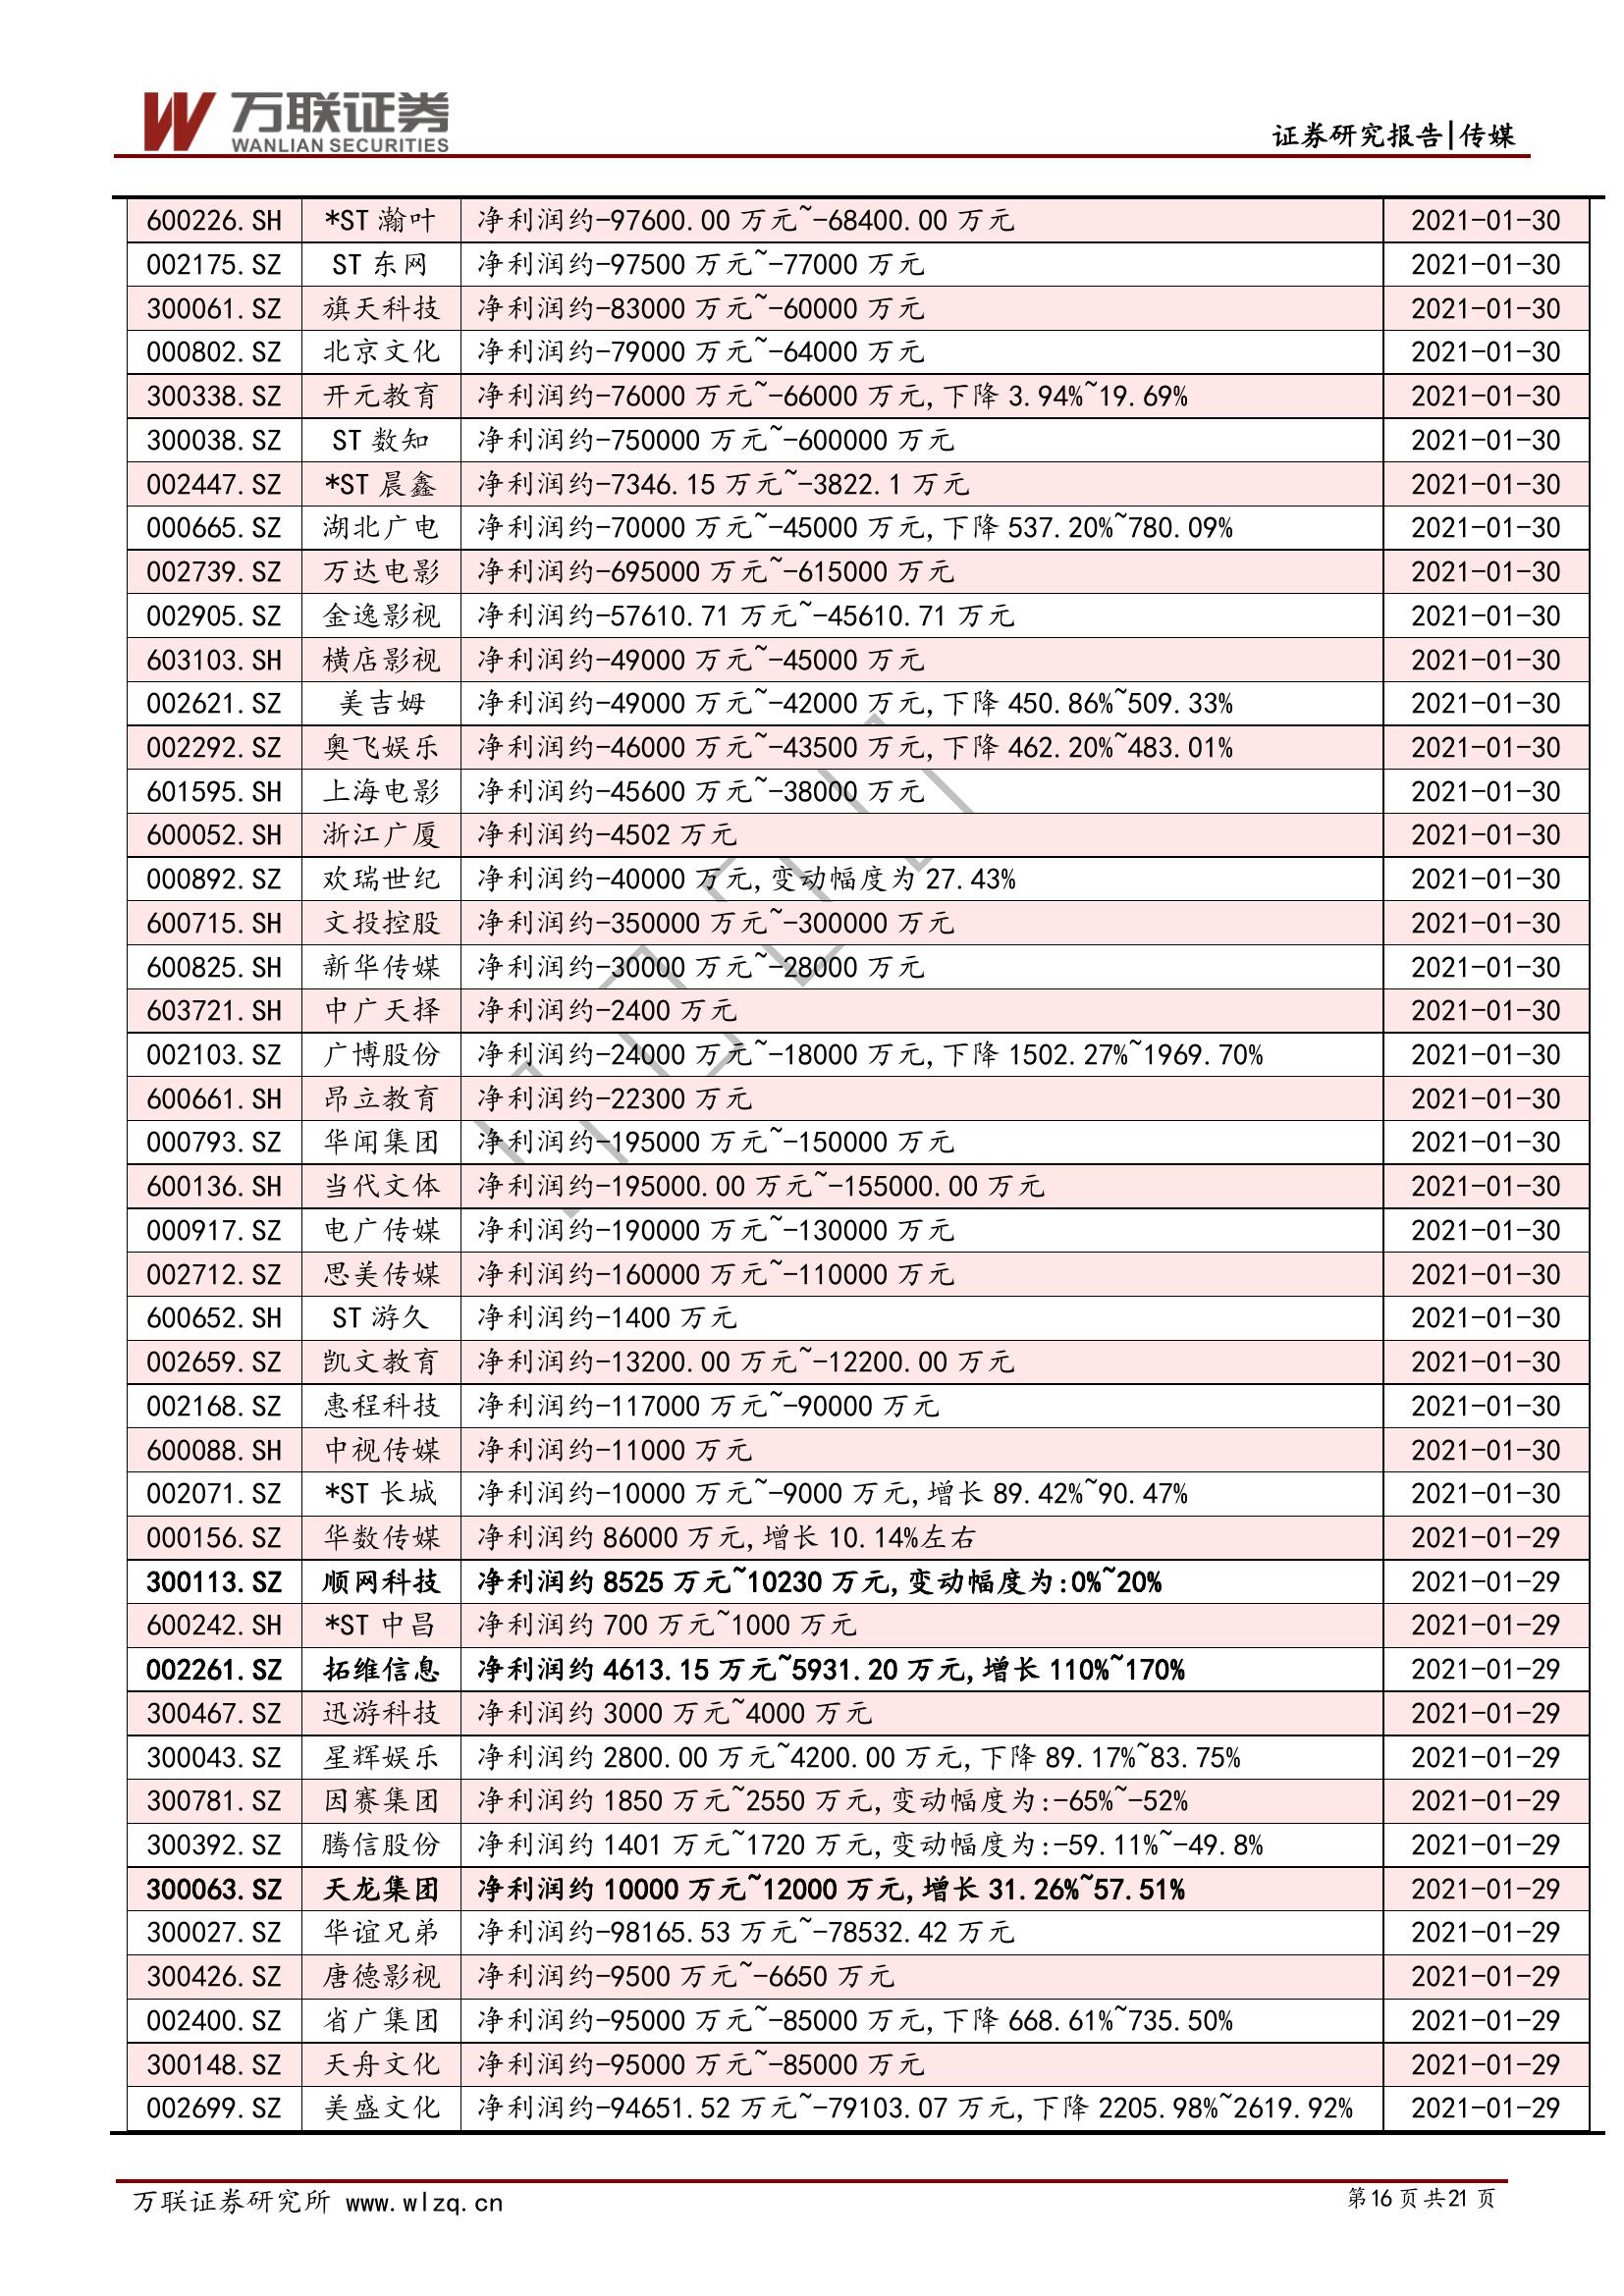 万联证券
WANLIAN SECURITIES
证券研究报告|传媒
600226.SH *ST 瀚叶 净利润约-97600.00 万元~-68400.00 万元 2021-01-30
002175.SZ ST 东网 净利润约-97500 万元~-77000 万元 2021-01-30
300061.SZ 旗天科技 净利润约-83000 万元~-60000 万元 2021-01-30
000802.SZ 北京文化 净利润约-79000 万元~-64000 万元 2021-01-30
300338.SZ 开元教育 净利润约-76000 万元~-66000 万元,下降 3.94%~19.69% 2021-01-30
300038.SZ ST 数知 净利润约-750000 万元~-600000 万元 2021-01-30
002447.SZ *ST 晨鑫 净利润约-7346.15 万元~-3822.1 万元 2021-01-30
000665.SZ 湖北广电 净利润约-70000 万元~-45000 万元,下降 537.20%~780.09% 2021-01-30
002739.SZ 万达电影 净利润约-695000 万元~-615000 万元 2021-01-30
002905.SZ 金逸影视 净利润约-57610.71 万元~-45610.71 万元 2021-01-30
603103.SH 横店影视 净利润约-49000 万元~-45000 万元 2021-01-30
002621.SZ 美吉姆 净利润约-49000 万元~-42000 万元,下降 450.86%~509.33% 2021-01-30
002292.SZ 奥飞娱乐 净利润约-46000 万元~-43500 万元,下降 462.20%~483.01% 2021-01-30
601595.SH 上海电影 净利润约-45600 万元~-38000 万元 2021-01-30
600052.SH 浙江广厦 净利润约-4502 万元 2021-01-30
000892.SZ 欢瑞世纪 净利润约-40000 万元,变动幅度为 27.43% 2021-01-30
600715.SH 文投控股 净利润约-350000 万元~-300000 万元 2021-01-30
600825.SH 新华传媒 净利润约-30000 万元~-28000 万元 2021-01-30
603721.SH 中广天择 净利润约-2400 万元 2021-01-30
002103.SZ 广博股份 净利润约-24000 万元~-18000 万元,下降 1502.27%~1969.70% 2021-01-30
600661.SH 昂立教育 净利润约-22300 万元 2021-01-30
000793.SZ 华闻集团 净利润约-195000 万元~-150000 万元 2021-01-30
600136.SH 当代文体 净利润约-195000.00 万元~-155000.00 万元 2021-01-30
000917.SZ 电广传媒 净利润约-190000 万元~-130000 万元 2021-01-30
002712.SZ 思美传媒 净利润约-160000 万元~-110000 万元 2021-01-30
600652.SH ST 游久 净利润约-1400 万元 2021-01-30
002659.SZ 凯文教育 净利润约-13200.00 万元~-12200.00 万元 2021-01-30
002168.SZ 惠程科技 净利润约-117000 万元~-90000 万元 2021-01-30
600088.SH 中视传媒 净利润约-11000 万元 2021-01-30
002071.SZ *ST 长城 净利润约-10000 万元~-9000 万元,增长 89.42%~90.47% 2021-01-30
000156.SZ 华数传媒 净利润约 86000 万元,增长 10.14%左右 2021-01-29
300113.SZ 顺网科技 净利润约 8525 万元~10230 万元,变动幅度为:0%~20% 2021-01-29
600242.SH *ST 中昌 净利润约 700 万元~1000 万元 2021-01-29
002261.SZ 拓维信息 净利润约 4613.15 万元~5931.20 万元,增长 110%~170% 2021-01-29
300467.SZ 迅游科技 净利润约 3000 万元~4000 万元 2021-01-29
300043.SZ 星辉娱乐 净利润约 2800.00 万元~4200.00 万元,下降 89.17%~83.75% 2021-01-29
300781.SZ 因赛集团 净利润约 1850 万元~2550 万元,变动幅度为:-65%~-52% 2021-01-29
300392.SZ 腾信股份 净利润约 1401 万元~1720 万元,变动幅度为:-59.11%~-49.8% 2021-01-29
300063.SZ 天龙集团 净利润约 10000 万元~12000 万元,增长 31.26%~57.51% 2021-01-29
300027.SZ 华谊兄弟 净利润约-98165.53 万元~-78532.42 万元 2021-01-29
300426.SZ 唐德影视 净利润约-9500 万元~-6650 万元 2021-01-29
002400.SZ 省广集团 净利润约-95000 万元~-85000 万元,下降 668.61%~735.50% 2021-01-29
300148.SZ 天舟文化 净利润约-95000 万元~-85000 万元 2021-01-29
002699.SZ 美盛文化 净利润约-94651.52 万元~-79103.07 万元,下降 2205.98%~2619.92% 2021-01-29
万联证券研究所 www.wlzq.cn 第16页共21 页